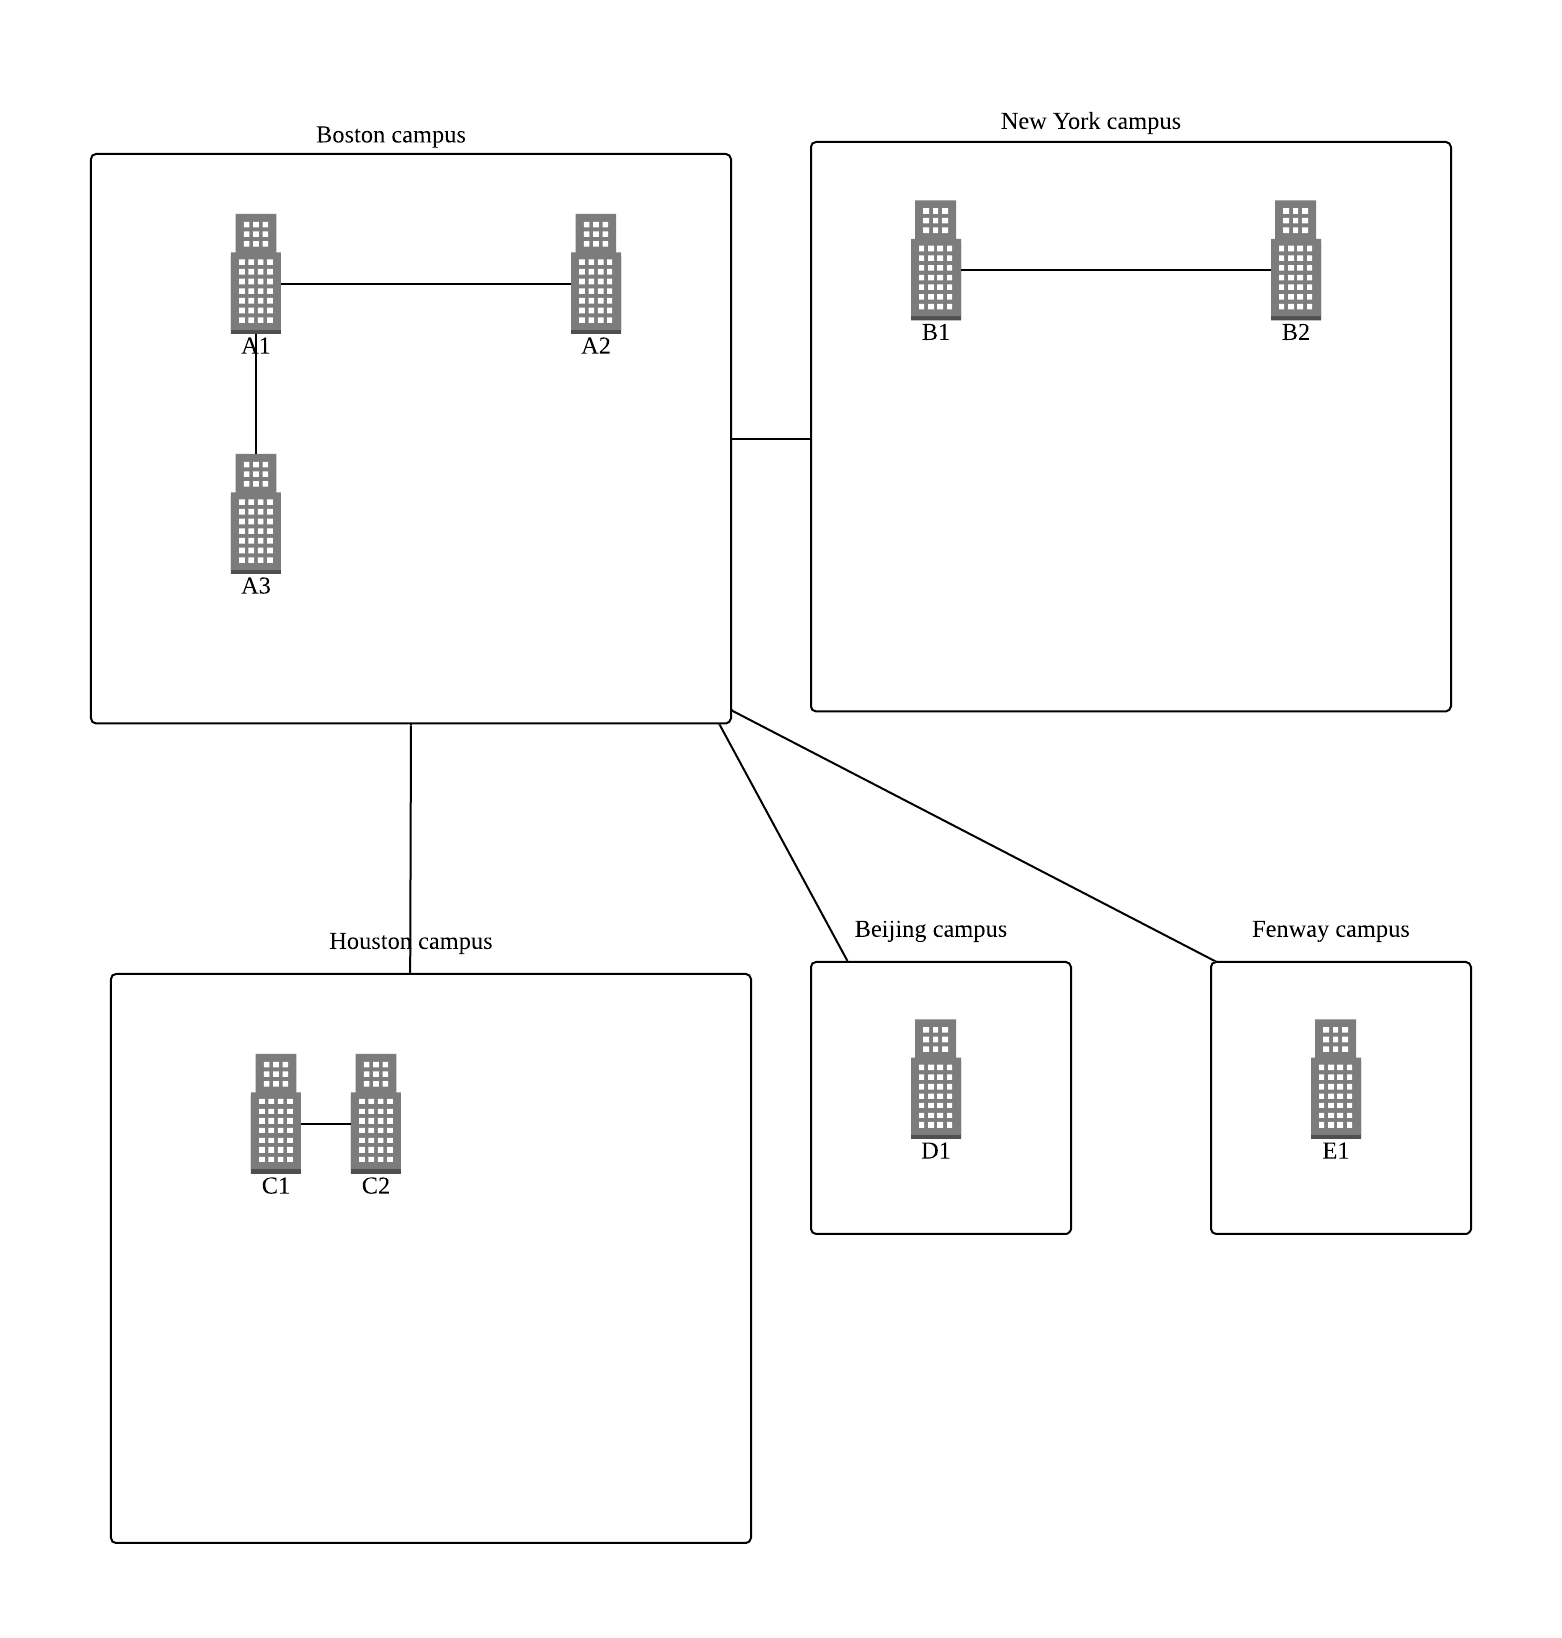 Boston campus
New York campus
A1
A2
B1
B2
A3
Houston campus
Beijing campus
Fenway campus
C1
C2
D1
E1